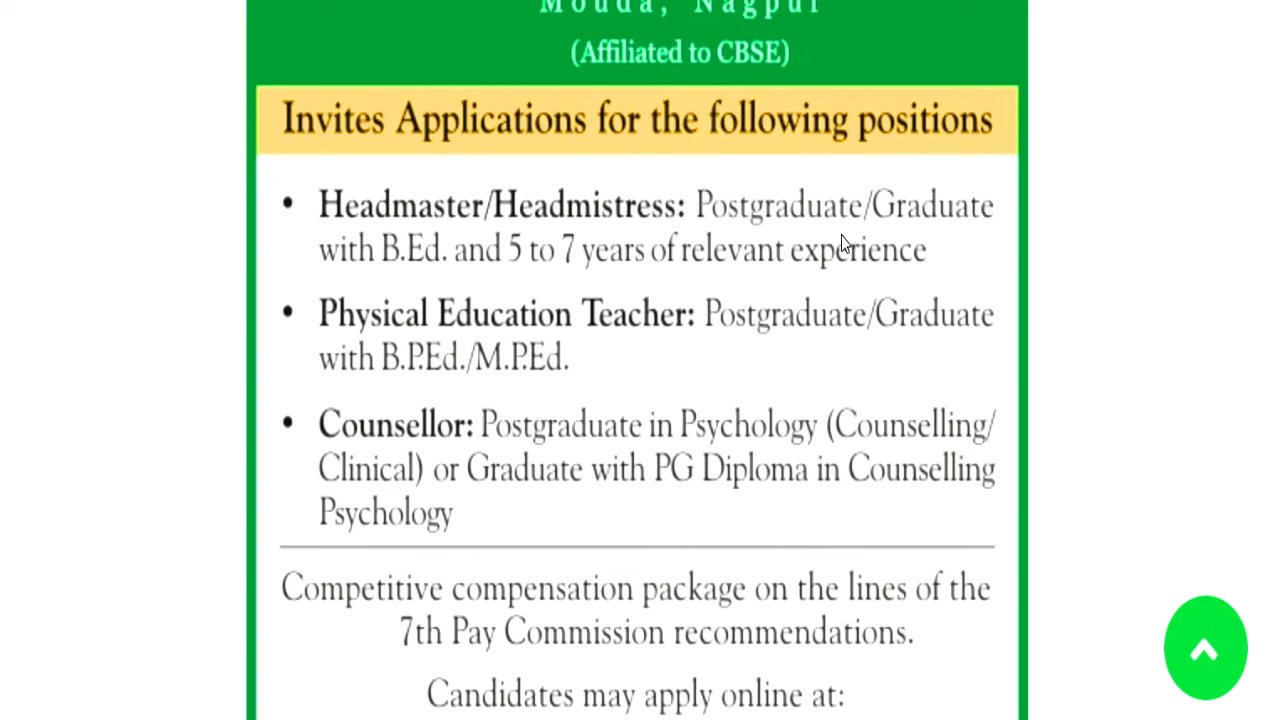 Mouda, Nagpur
(Affiliated to CBSE)
Invites Applications for the following positions
• Headmaster/Headmistress: Postgraduate/Graduate
with B.Ed. and 5 to 7 years of relevant experience
• Physical Education Teacher: Postgraduate/Graduate
with B.P.Ed./M.P.Ed.
• Counsellor: Postgraduate in Psychology (Counselling/
Clinical) or Graduate with PG Diploma in Counselling
Psychology
Competitive compensation package on the lines of the
7th Pay Commission recommendations.
Candidates may apply online at: